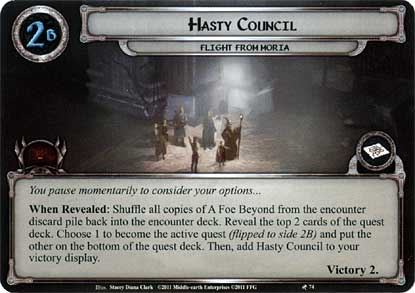 2B
HASTY COUNCIL
FLIGHT FROM MORIA
You pause momentarily to consider your options...
When Revealed: Shuffle all copies of A Foe Beyond from the encounter
discard pile back into the encounter deck. Reveal the top 2 cards of the quest
deck. Choose 1 to become the active quest (flipped to side 2B) and put the
other on the bottom of the quest deck. Then, add Hasty Council to your
victory display.
Victory 2.
Illus. Stacey Diana Clark ©2011 Middle-earth Enterprises ©2011 FFG 74